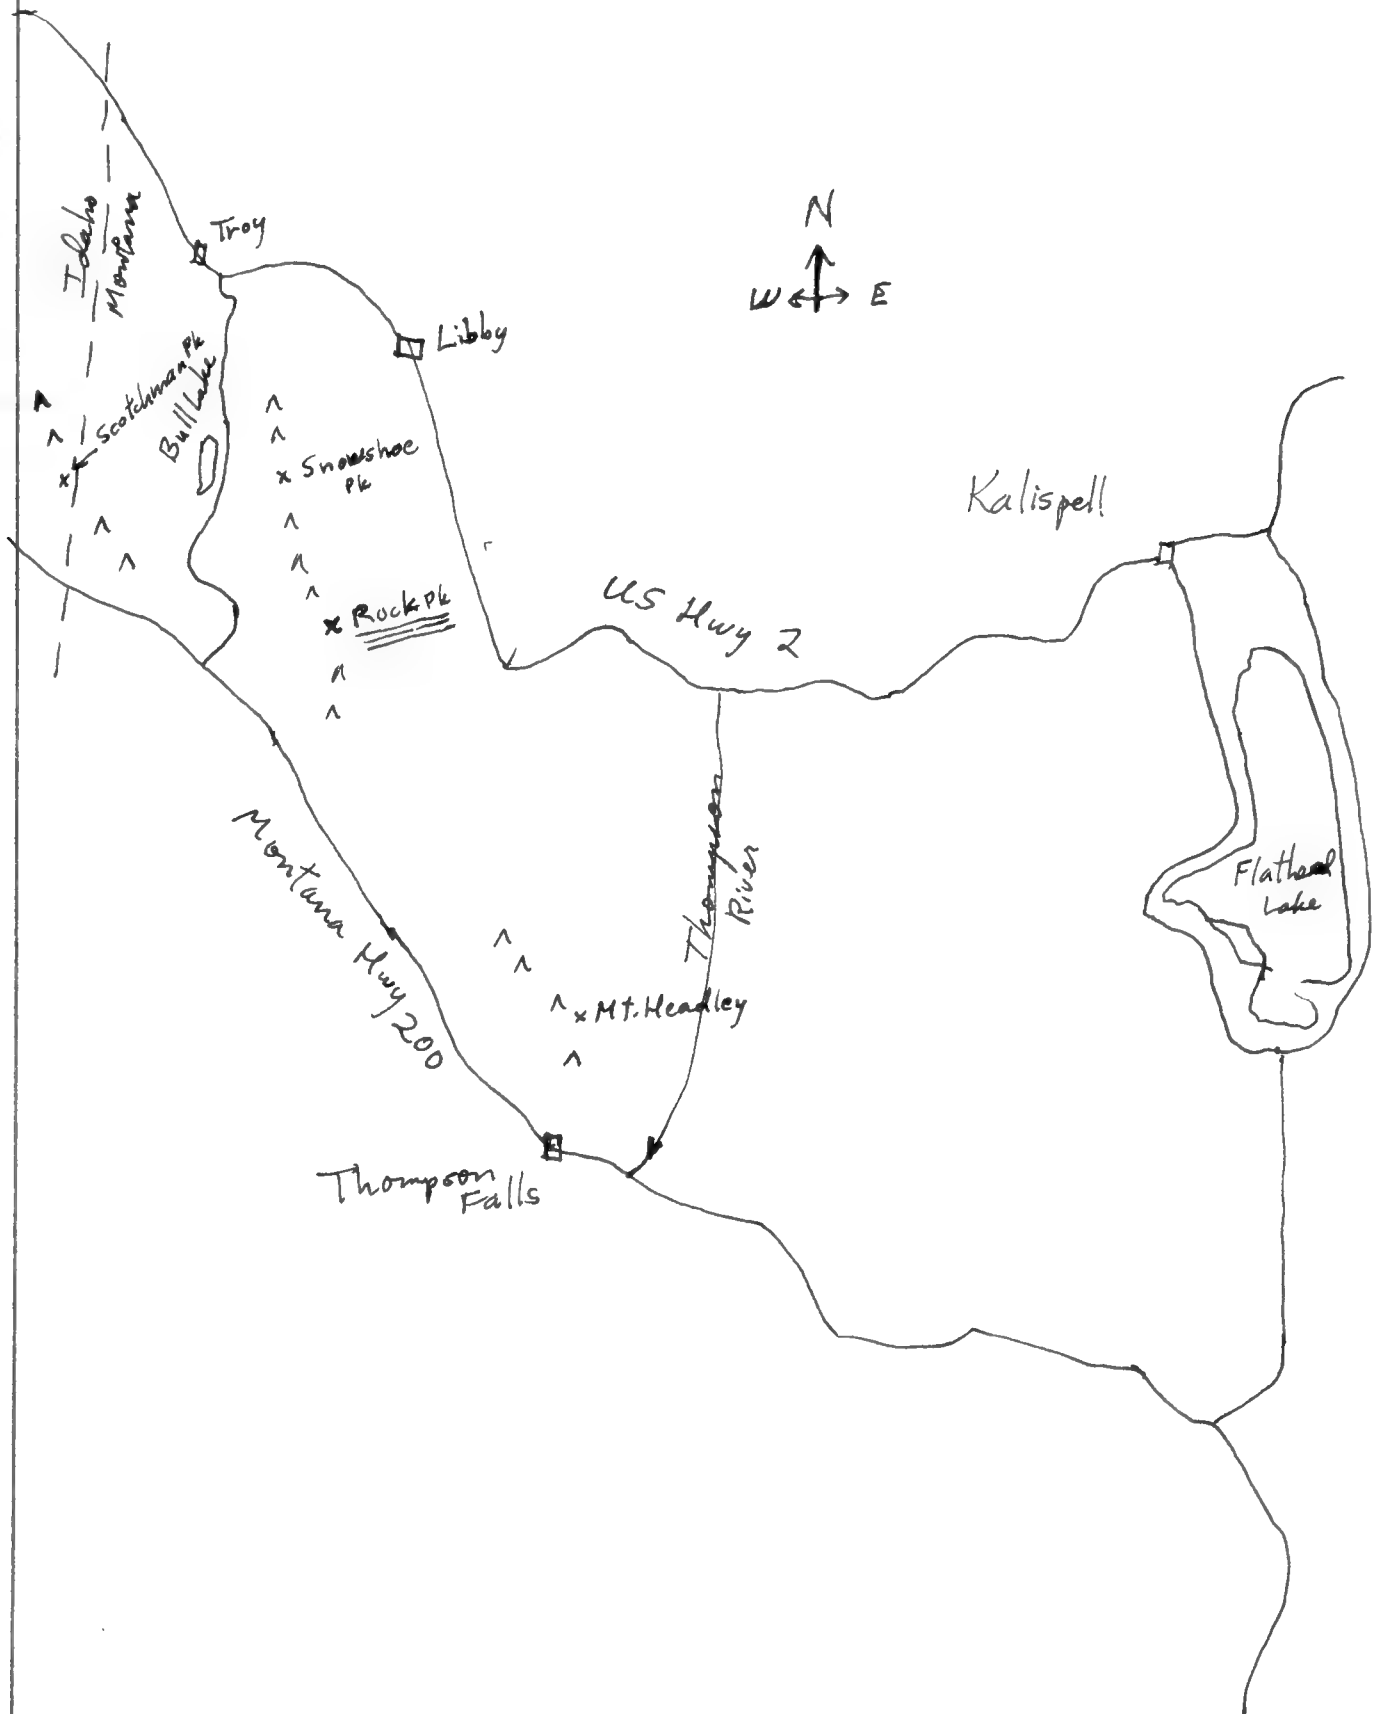 Troy
N
W E
Idaho
Montana
Libby
Scotchman Pk
Bull Lake
Snowshoe
Pk
Kalispell
US Hwy 2
Rock Pk
Montana Hwy 200
Thompson
River
Flathead
Lake
Mt. Headley
Thompson
Falls